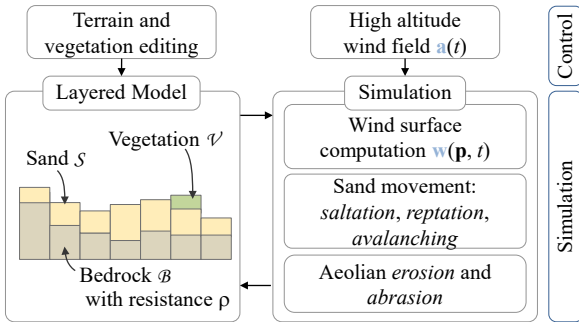 Terrain and
vegetation editing
High altitude
wind field a(t)
Control
Layered Model
Vegetation 𝒱
Sand 𝒮
Bedrock ℬ
with resistance ρ
Simulation
Wind surface
computation w(p, t)
Sand movement:
saltation, reptation,
avalanching
Aeolian erosion and
abrasion
Simulation